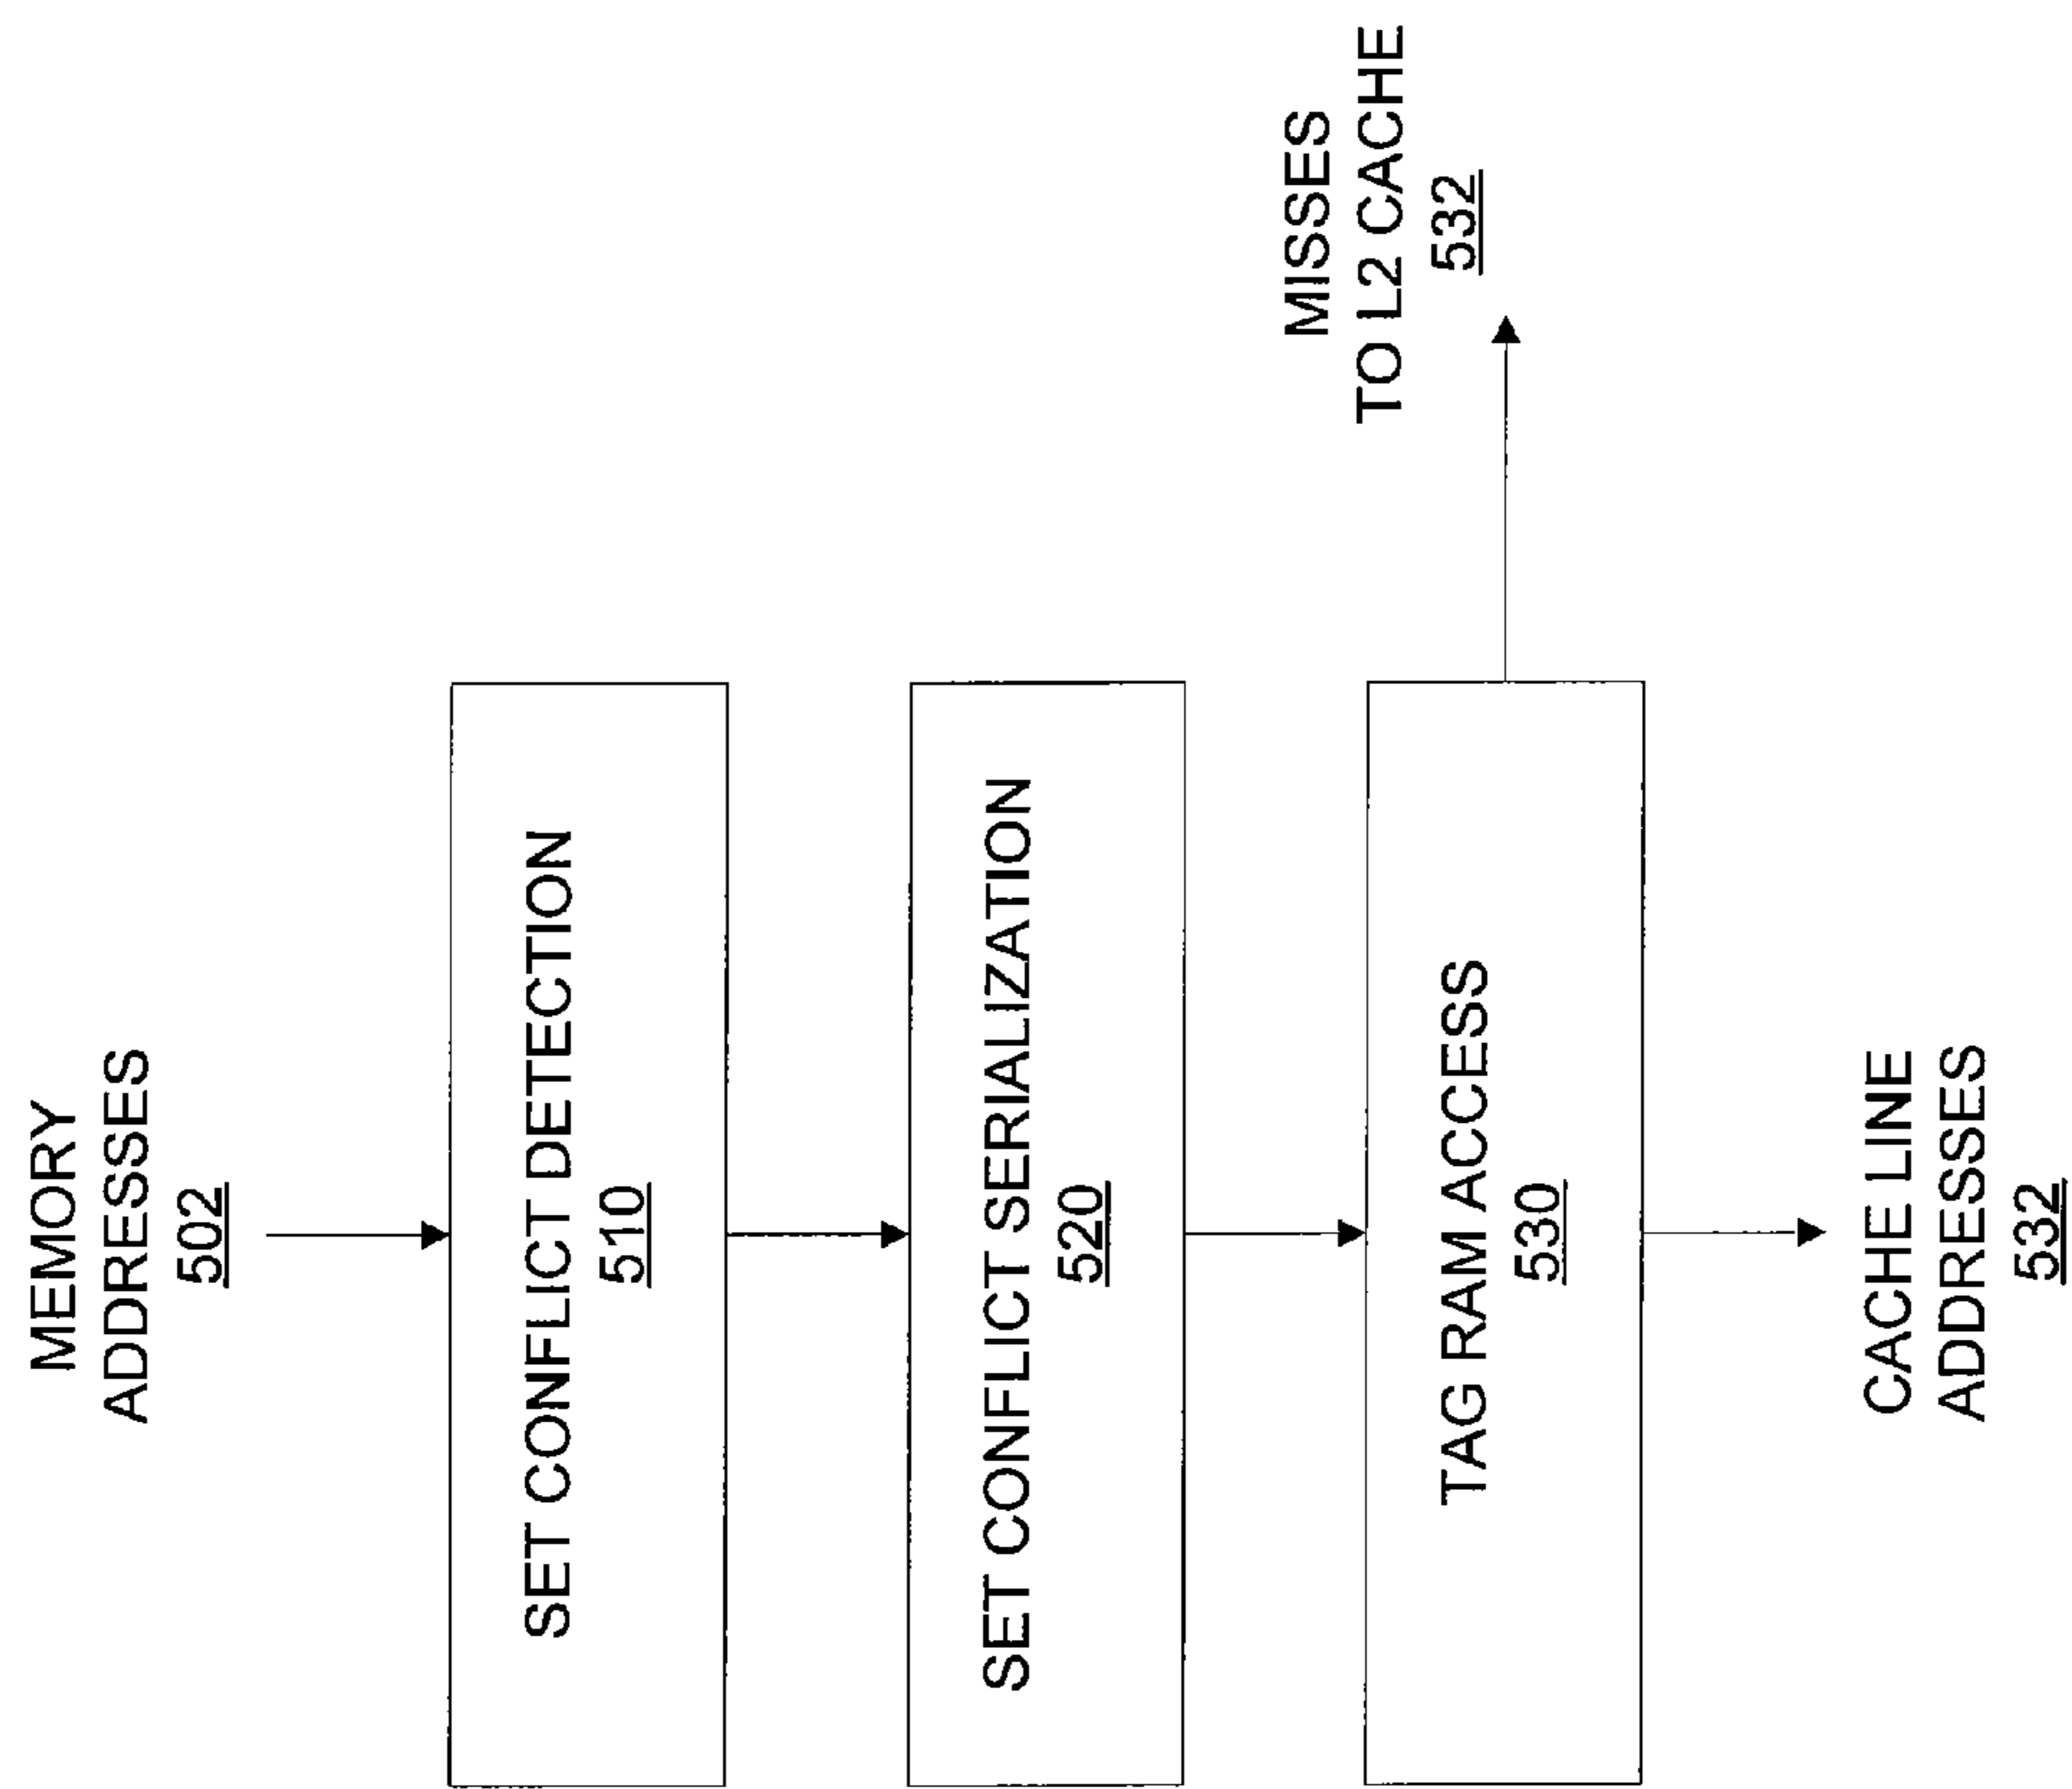 MEMORY
ADDRESSES
502
SET CONFLICT DETECTION
510
SET CONFLICT SERIALIZATION
520
TAG RAM ACCESS
530
MISSES
TO L2 CACHE
532
CACHE LINE
ADDRESSES
532